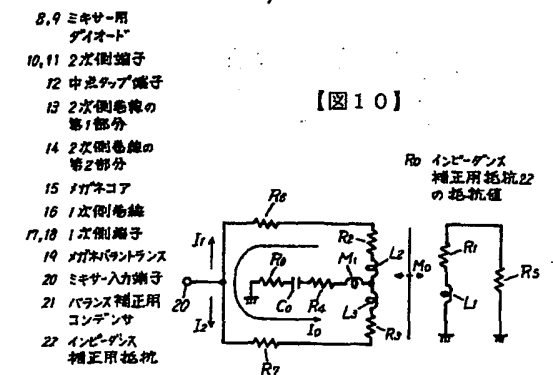 8,9 ミキサー用
ダイオード
10,11 2次側端子
12 中点タップ端子
13 2次側巻線の
第1部分
14 2次側巻線の
第2部分
15 メガネコア
16 1次側巻線
17,18 1次側端子
19 メガネバラントランス
20 ミキサー入力端子
21 バランス補正用
コンデンサ
22 インピーダンス
補正用抵抗
【図10】
R0 インピーダンス
補正用抵抗22
の抵抗値
R6
I1
R0
C0
R4
M1
R2
L2
M0
R1
R5
20
I2
I0
L3
R3
L1
R7